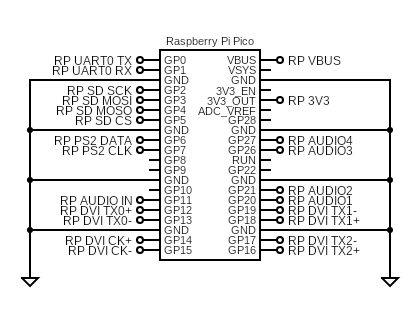 Raspberry Pi Pico
RP UART0 TX GP0 VBUS RP VBUS
RP UART0 RX GP1 VSYS
GND GND
RP SD SCK GP2 3V3_EN
RP SD MOSI GP3 3V3_OUT RP 3V3
RP SD MOSO GP4 ADC_VREF
RP SD CS GP5 GP28
GND GND
RP PS2 DATA GP6 GP27 RP AUDIO4
RP PS2 CLK GP7 GP26 RP AUDIO3
GP8 RUN
GP9 GP22
GND GND
GP10 GP21 RP AUDIO2
RP AUDIO IN GP11 GP20 RP AUDIO1
RP DVI TX0+ GP12 GP19 RP DVI TX1-
RP DVI TX0- GP13 GP18 RP DVI TX1+
GND GND
RP DVI CK+ GP14 GP17 RP DVI TX2-
RP DVI CK- GP15 GP16 RP DVI TX2+